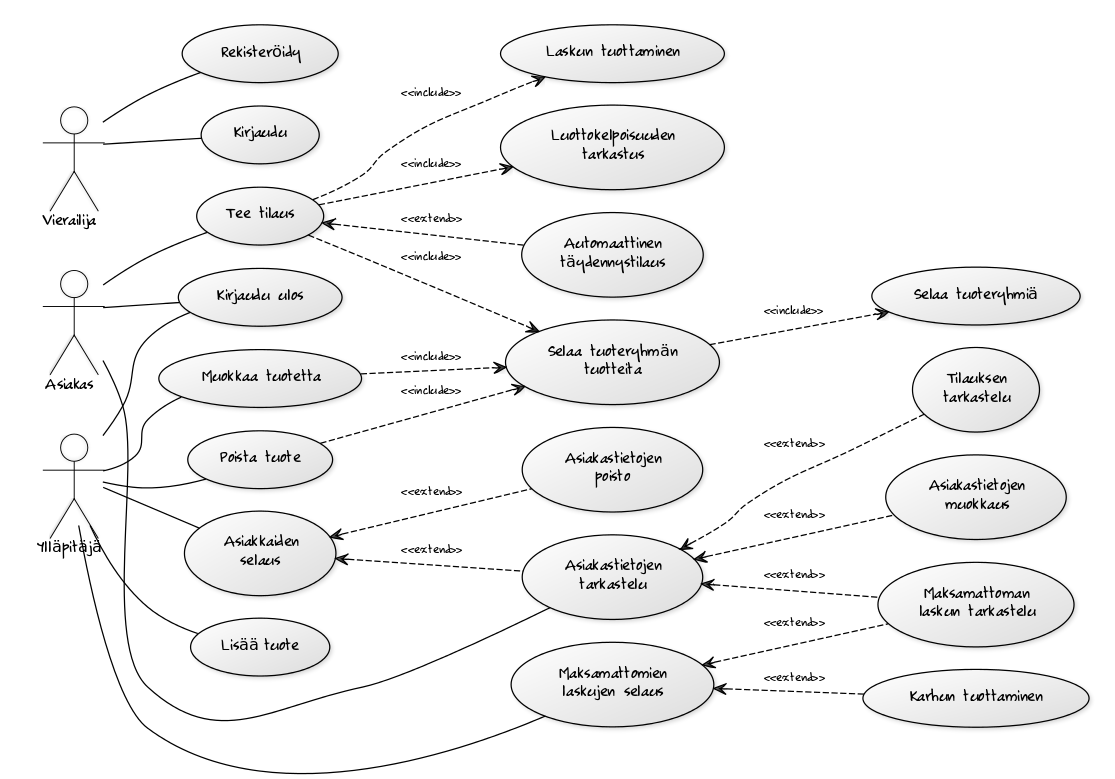 Rekisteröidy
Laskun tuottaminen
<<include>>
Kirjaudu
Luottokelpoisuuden
tarkastus
<<include>>
Vierailija
Tee tilaus
<<extend>>
Automaattinen
täydennystilaus
<<include>>
Kirjaudu ulos
Selaa tuoteryhmiä
<<include>>
Selaa tuoteryhmän
tuotteita
<<include>>
Muokkaa tuotetta
Asiakas
<<include>>
Tilauksen
tarkastelu
<<extend>>
Poista tuote
Asiakastietojen
poisto
<<extend>>
Asiakastietojen
muokkaus
<<extend>>
Ylläpitäjä
Asiakkaiden
selaus
<<extend>>
Asiakastietojen
tarkastelu
<<extend>>
Maksamattoman
laskun tarkastelu
<<extend>>
Lisää tuote
Maksamattomien
laskujen selaus
<<extend>>
Karhun tuottaminen